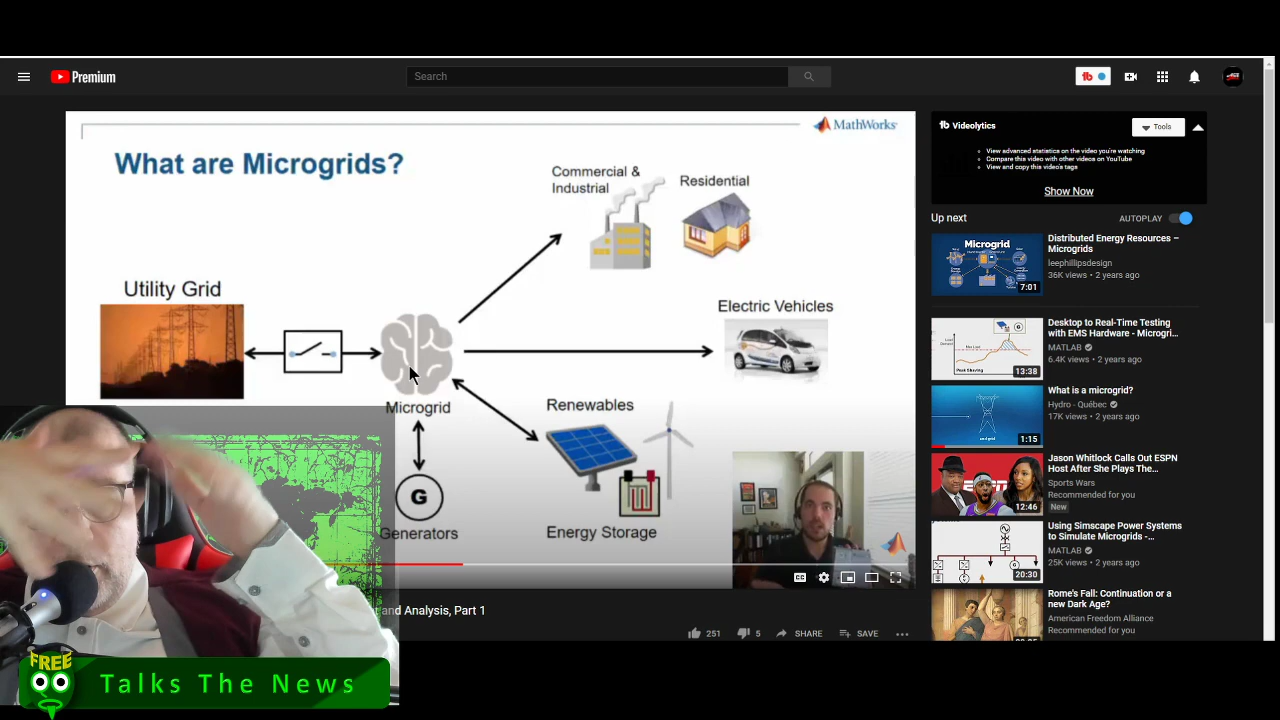 Premium
Search
MathWorks
What are Microgrids?
Commercial &
Industrial
Residential
Utility Grid
Electric Vehicles
Microgrid
Renewables
G
Generators
Energy Storage
CC
and Analysis, Part 1
251
5
SHARE
SAVE
FREE
Talks The News
tb
tb Videolytics
Tools
View advanced statistics on the video you're watching
Compare this video with other videos on YouTube
View and copy this video's tags
Show Now
Up next
AUTOPLAY
Microgrid
7:01
Distributed Energy Resources –
Microgrids
leephillipsdesign
36K views • 2 years ago
Peak Shaving
13:38
Desktop to Real-Time Testing
with EMS Hardware - Microgri...
MATLAB
6.4K views • 2 years ago
1:15
What is a microgrid?
Hydro - Québec
17K views • 2 years ago
12:46
Jason Whitlock Calls Out ESPN
Host After She Plays The...
Sports Wars
Recommended for you
New
20:30
Using Simscape Power Systems
to Simulate Microgrids -...
MATLAB
25K views • 2 years ago
Rome's Fall: Continuation or a
new Dark Age?
American Freedom Alliance
Recommended for you